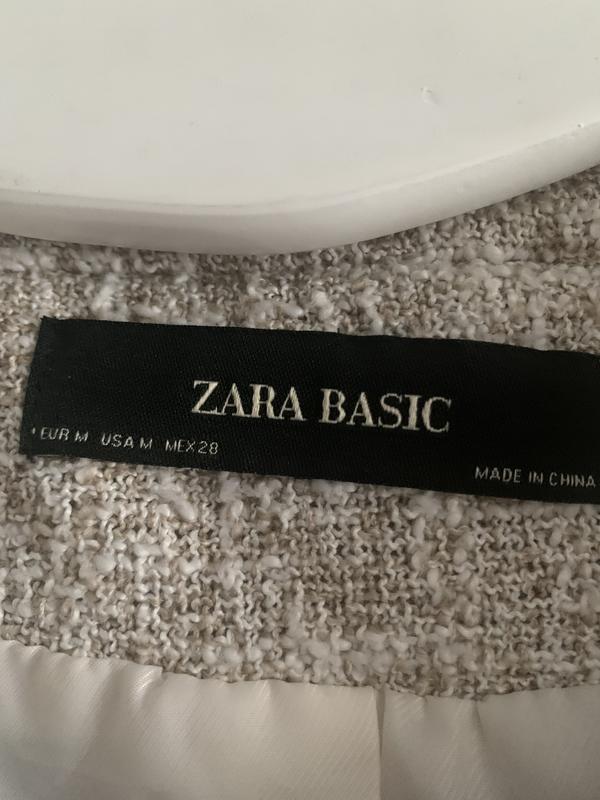 ZARA BASIC
EUR M USA M MEX 28
MADE IN CHINA